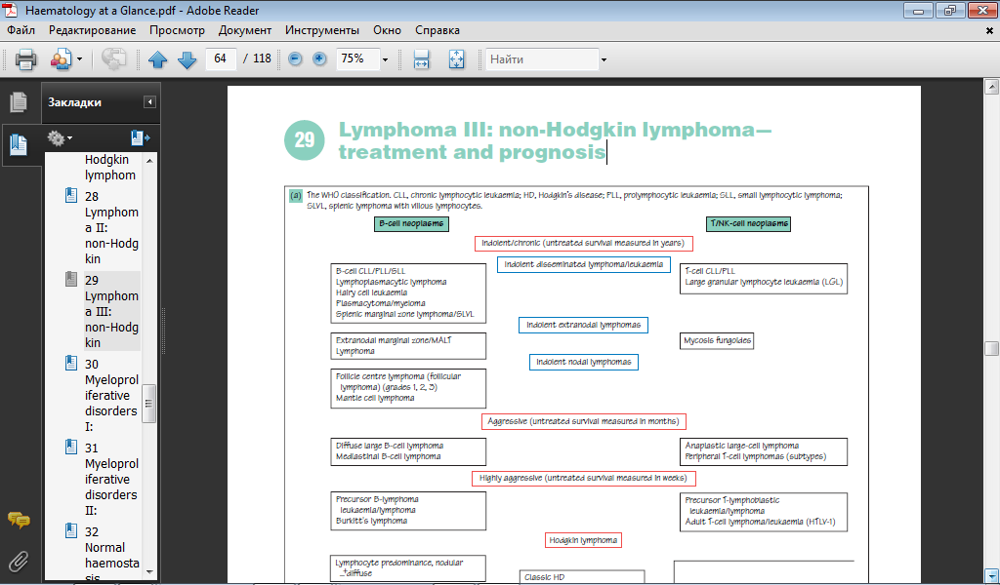 Haematology at a Glance.pdf - Adobe Reader
Файл Редактирование Просмотр Документ Инструменты Окно Справка
64 / 118 75% Найти
Закладки
Hodgkin
lymphom
28
Lymphom
a II:
non-Hodg
kin
29
Lymphom
a III:
non-Hodg
kin
30
Myeloprol
iferative
disorders
I:
31
Myeloprol
iferative
disorders
II:
32
Normal
haemosta
sis
29
Lymphoma III: non-Hodgkin lymphoma—
treatment and prognosis
(a) The WHO classification. CLL, chronic lymphocytic leukaemia; HD, Hodgkin's disease; PLL, prolymphocytic leukaemia; SLL, small lymphocytic lymphoma;
SLVL, splenic lymphoma with villous lymphocytes.
B-cell neoplasms
T/NK-cell neoplasms
Indolent/chronic (untreated survival measured in years)
Indolent disseminated lymphoma/leukaemia
B-cell CLL/PLL/SLL
Lymphoplasmacytic lymphoma
Hairy cell leukaemia
Plasmacytoma/myeloma
Splenic marginal zone lymphoma/SLVL
T-cell CLL/PLL
Large granular lymphocyte leukaemia (LGL)
Indolent extranodal lymphomas
Extranodal marginal zone/MALT
Lymphoma
Mycosis fungoides
Indolent nodal lymphomas
Follicle centre lymphoma (follicular
lymphoma) (grades 1, 2, 3)
Mantle cell lymphoma
Aggressive (untreated survival measured in months)
Diffuse large B-cell lymphoma
Mediastinal B-cell lymphoma
Anaplastic large-cell lymphoma
Peripheral T-cell lymphomas (subtypes)
Highly aggressive (untreated survival measured in weeks)
Precursor B-lymphoma
leukaemia/lymphoma
Burkitt's lymphoma
Precursor T-lymphoblastic
leukaemia/lymphoma
Adult T-cell lymphoma/leukaemia (HTLV-1)
Hodgkin lymphoma
Lymphocyte predominance, nodular
± diffuse
Classic HD